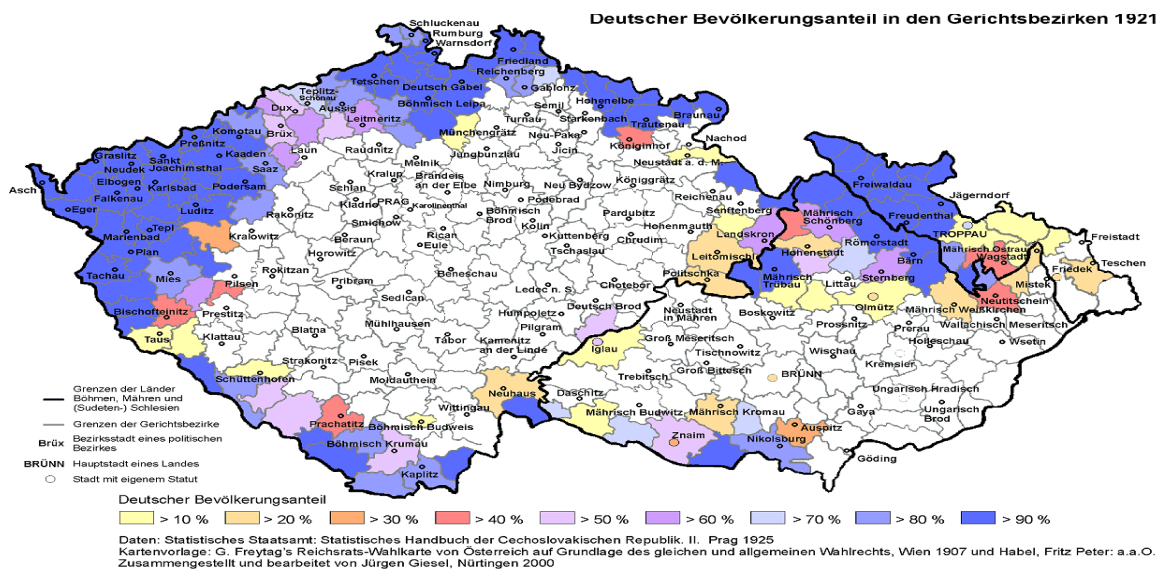 Deutscher Bevölkerungsanteil in den Gerichtsbezirken 1921
Schluckenau
Rumburg
Warnsdorf
Friedland
Reichenberg
Tetschen
Deutsch Gabel
Gablonz
Teplitz-
Schönau
Dux
Aussig
Böhmisch Leipa
Hohenelbe
Semil
Braunau
Starkenbach
Trautenau
Turnau
Leitmeritz
Komotau
Brüx
Münchengrätz
Neu-Paka
Nachod
Königinhof
Preßnitz
Laun
Raudnitz
Jungbunzlau
Jicin
Neustadt a. d. M.
Graslitz
Sankt
Joachimsthal
Kaaden
Saaz
Melnik
Neudek
Elbogen
Karlsbad
Podersam
Kralup
Brandeis
an der Elbe
Nimburg
Neu Bydzow
Königgrätz
Asch
Falkenau
Schlan
Freiwaldau
Eger
Luditz
Rakonitz
Kladno
PRAG
Karolinenthal
Podebrad
Reichenau
Jägerndorf
Smichow
Böhmisch
Brod
Kolin
Pardubitz
Senftenberg
Mährisch
Schönberg
Freudenthal
Marienbad
Tepl
Kralowitz
Beraun
Rican
Eule
Kuttenberg
Chrudim
Hohenmauth
Landskron
TROPPAU
Freistadt
Plan
Horowitz
Tschaslau
Leitomischl
Hohenstadt
Römerstadt
Mährisch Ostrau
Wagstadt
Teschen
Tachau
Mies
Rokitzan
Pilsen
Pribram
Beneschau
Chotebor
Politschka
Mährisch
Trübau
Bärn
Sternberg
Littau
Friedek
Mistek
Sedlcan
Ledec n. S.
Deutsch Brod
Olmütz
Neutitschein
Bischofteinitz
Prestitz
Humpoletz
Neustadt
in Mähren
Boskowitz
Mährisch Weißkirchen
Taus
Klattau
Blatna
Mühlhausen
Pilgram
Prossnitz
Prerau
Wallachisch Meseritsch
Tabor
Kamenitz
an der Linde
Iglau
Groß Meseritsch
Tischnowitz
Wischau
Holleschau
Wsetin
Strakonitz
Pisek
Groß Bittesch
Kremsier
Schüttenhofen
Moldauthein
Trebitsch
BRÜNN
Neuhaus
Daschitz
Ungarisch Hradisch
Wittingau
Mährisch Budwitz
Mährisch Kromau
Gaya
Ungarisch
Brod
Prachatitz
Böhmisch Budweis
Auspitz
Znaim
Nikolsburg
Böhmisch Krumau
Göding
Kaplitz
Grenzen der Länder
Böhmen, Mähren und
(Sudeten-) Schlesien
Grenzen der Gerichtsbezirke
Brüx Bezirksstadt eines politischen
Bezirkes
BRÜNN Hauptstadt eines Landes
Stadt mit eigenem Statut
Deutscher Bevölkerungsanteil
> 10 % > 20 % > 30 % > 40 % > 50 % > 60 % > 70 % > 80 % > 90 %
Daten: Statistisches Staatsamt: Statistisches Handbuch der Cechoslovakischen Republik. II. Prag 1925
Kartenvorlage: G. Freytag's Reichsrats-Wahlkarte von Österreich auf Grundlage des gleichen und allgemeinen Wahlrechts, Wien 1907 und Habel, Fritz Peter: a.a.O.
Zusammengestellt und bearbeitet von Jürgen Giesel, Nürtingen 2000